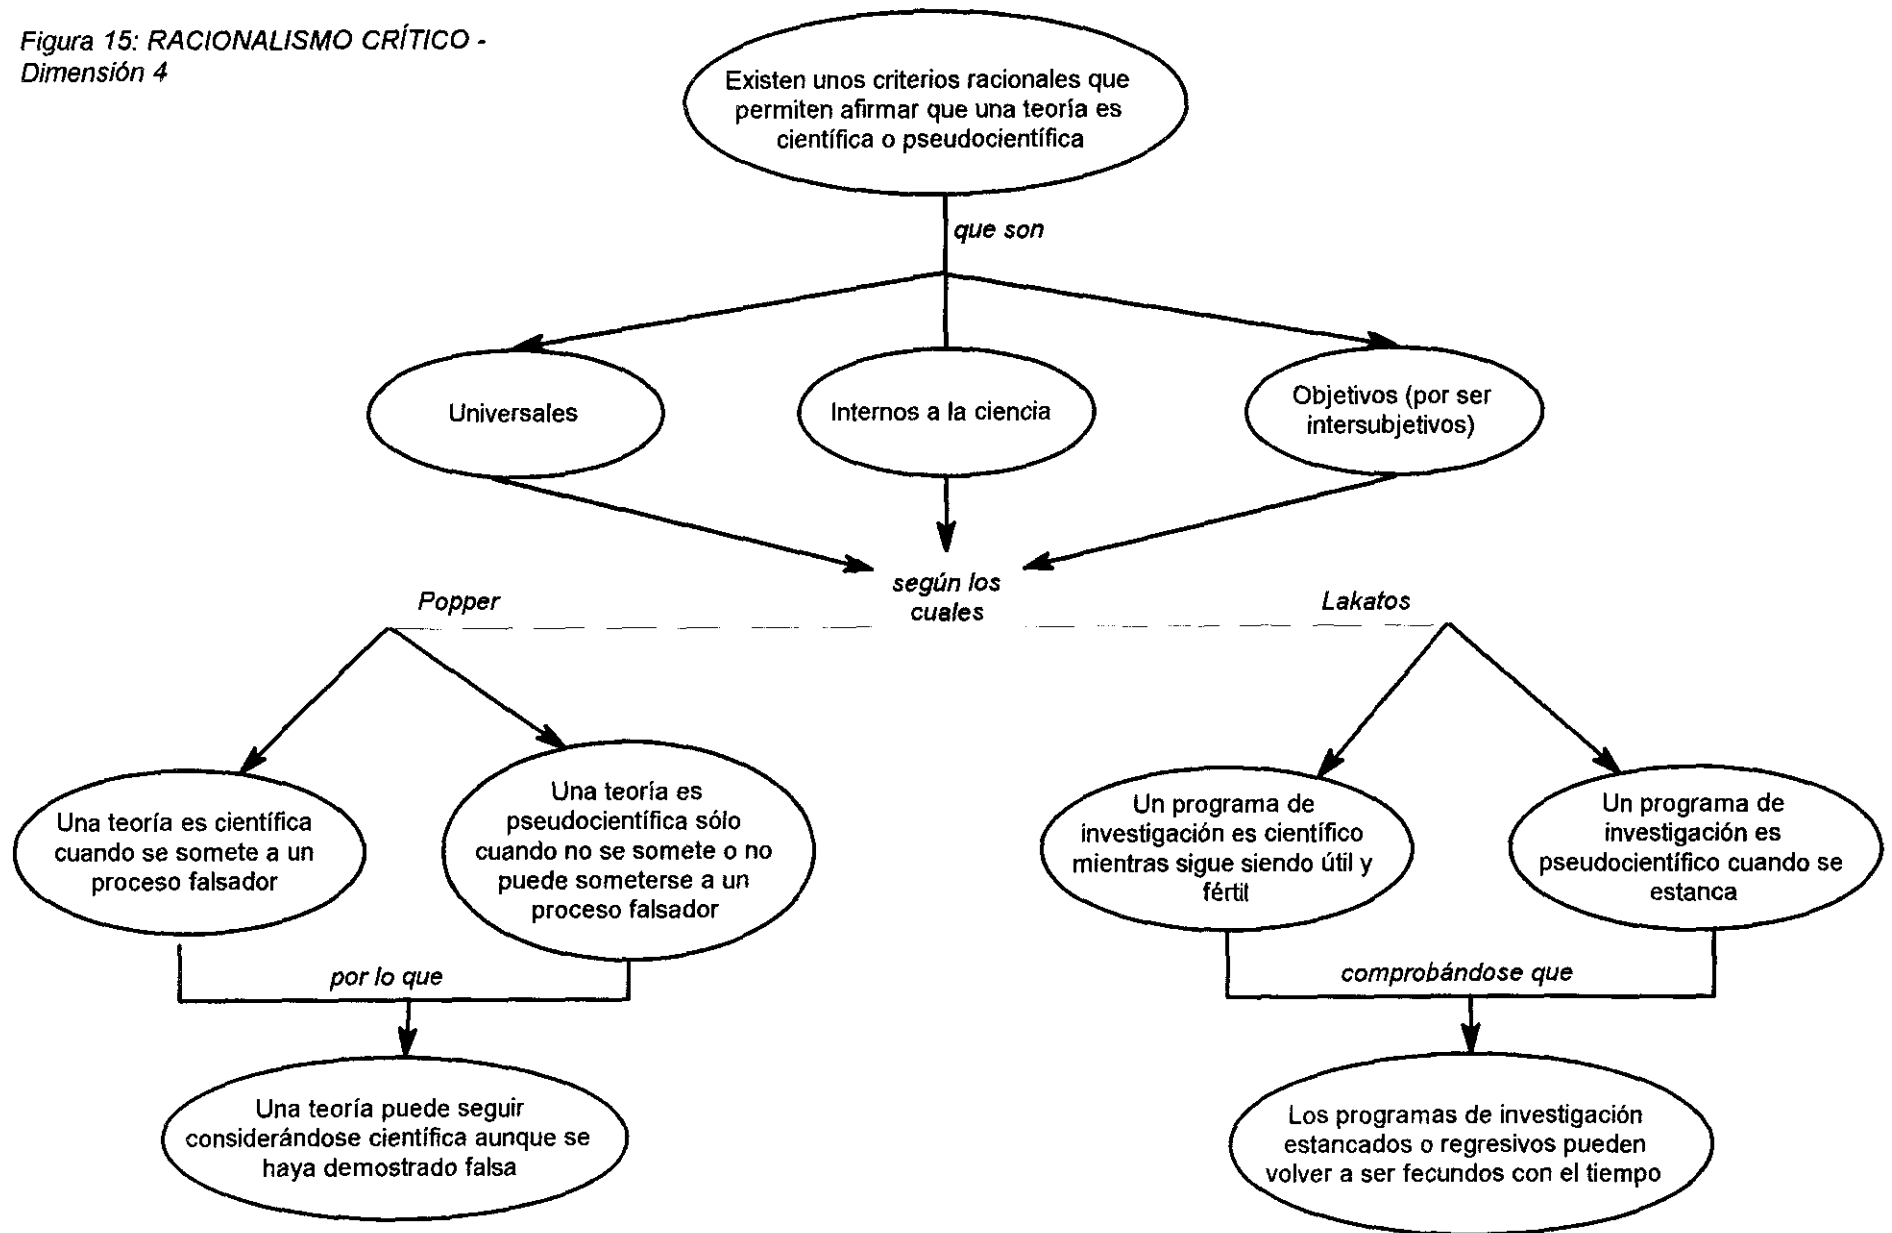 Figura 15: RACIONALISMO CRÍTICO -
Dimensión 4
Existen unos criterios racionales que
permiten afirmar que una teoría es
científica o pseudocientífica
que son
Universales
Internos a la ciencia
Objetivos (por ser
intersubjetivos)
según los
cuales
Popper
Lakatos
Una teoría es científica
cuando se somete a un
proceso falsador
Una teoría es
pseudocientífica sólo
cuando no se somete o no
puede someterse a un
proceso falsador
Un programa de
investigación es científico
mientras sigue siendo útil y
fértil
Un programa de
investigación es
pseudocientífico cuando se
estanca
por lo que
comprobándose que
Una teoría puede seguir
considerándose científica aunque se
haya demostrado falsa
Los programas de investigación
estancados o regresivos pueden
volver a ser fecundos con el tiempo